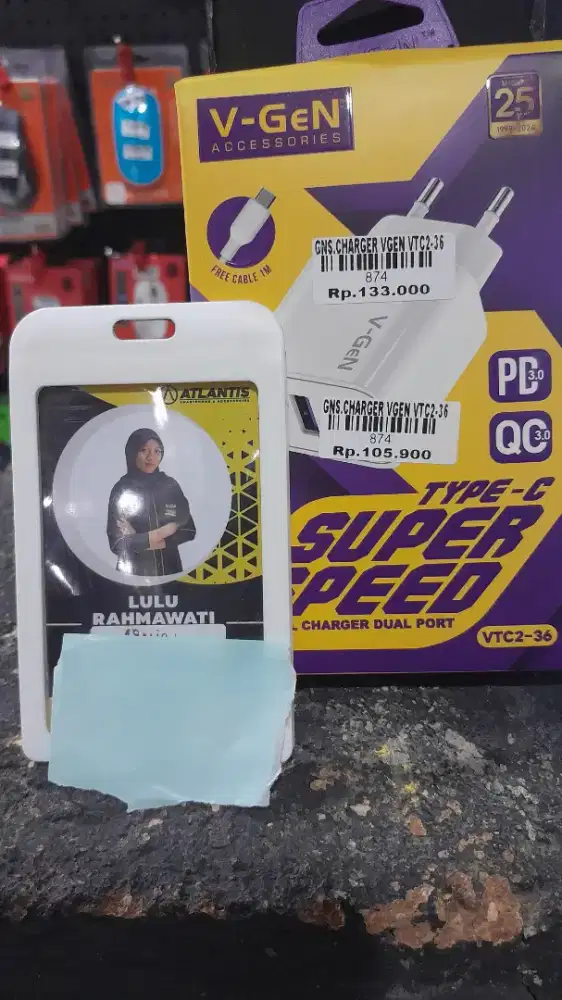 V-GeN
ACCESSORIES
25
1999-2024
FREE CABLE 1M
GNS.CHARGER VGEN VTC2-36
874
Rp.133.000
V-GeN
GNS.CHARGER VGEN VTC2-36
874
Rp.105.900
PD 3.0
QC 3.0
TYPE-C
SUPER
SPEED
CHARGER DUAL PORT
VTC2-36
ATLANTIS
LULU
RAHMAWATI